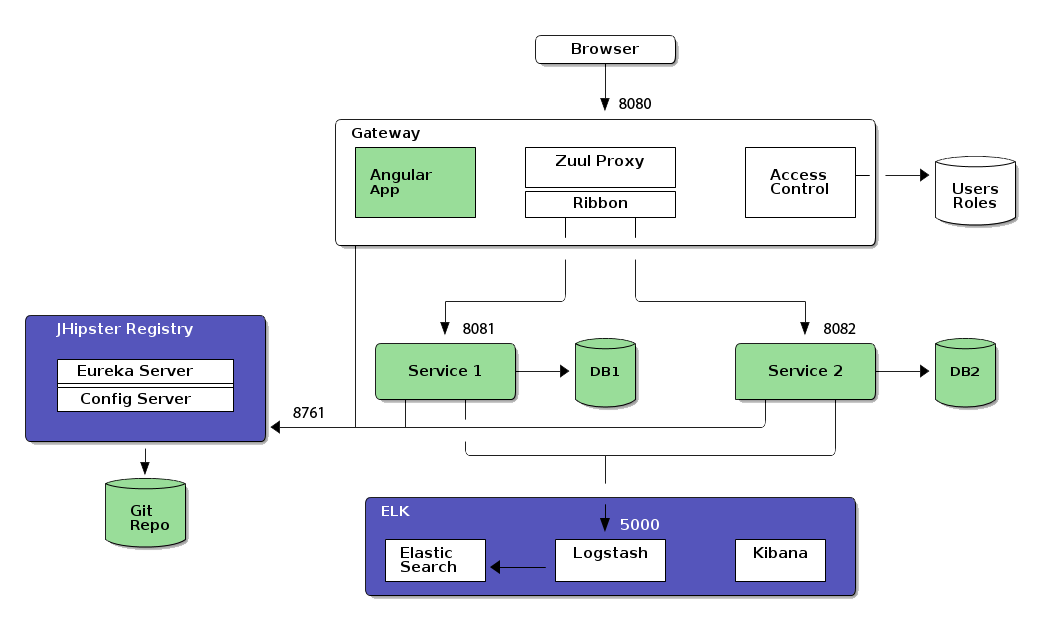 Browser
8080
Gateway
Angular
App
Zuul Proxy
Ribbon
Access
Control
Users
Roles
JHipster Registry
Eureka Server
Config Server
8761
Git
Repo
8081
Service 1
DB1
8082
Service 2
DB2
ELK
5000
Elastic
Search
Logstash
Kibana